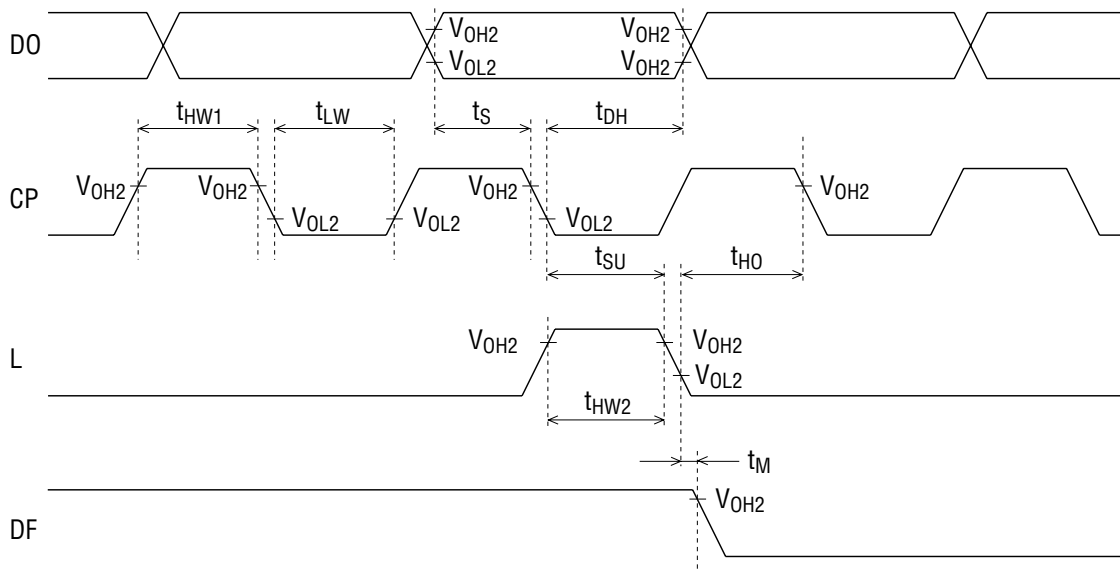 DO
VOH2
VOH2
VOL2
VOH2
tHW1
tLW
tS
tDH
CP
VOH2
VOH2
VOH2
VOH2
VOL2
VOL2
VOL2
tSU
tHO
L
VOH2
VOH2
VOL2
tHW2
tM
DF
VOH2